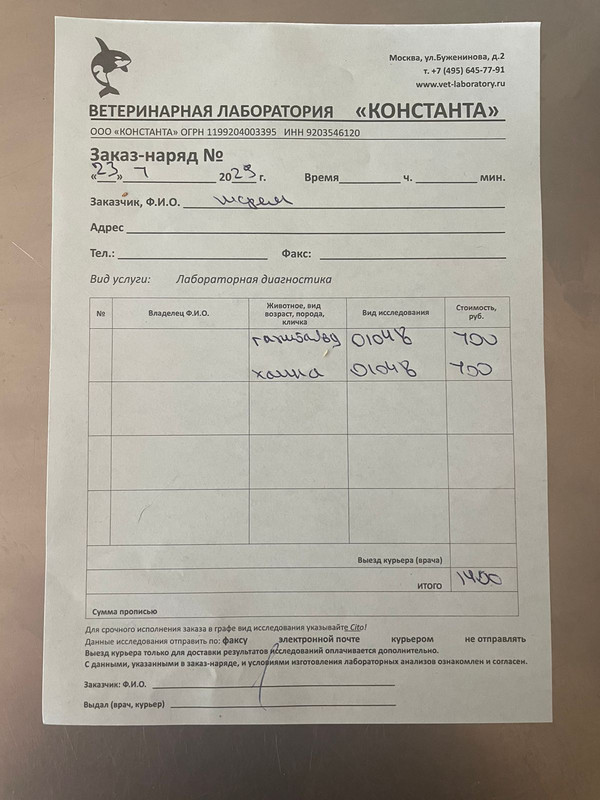 Москва, ул.Буженинова, д.2
т. +7 (495) 645-77-91
www.vet-laboratory.ru
ВЕТЕРИНАРНАЯ ЛАБОРАТОРИЯ «КОНСТАНТА»
ООО «КОНСТАНТА» ОГРН 1199204003395 ИНН 9203546120
Заказ-наряд №
«23» 7 2023 г. Время ч. мин.
Заказчик, Ф.И.О.
Адрес
Тел.: Факс:
Вид услуги: Лабораторная диагностика
№ Владелец Ф.И.О. Животное, вид возраст, порода, кличка Вид исследования Стоимость, руб.
0104В 700
0104В 700
Выезд курьера (врача)
ИТОГО 1400
Сумма прописью
Для срочного исполнения заказа в графе вид исследования указывайте Cito!
Данные исследования отправить по: факсу электронной почте курьером не отправлять
Выезд курьера только для доставки результатов исследований оплачивается дополнительно.
С данными, указанными в заказ-наряде, и условиями изготовления лабораторных анализов ознакомлен и согласен.
Заказчик: Ф.И.О.
Выдал (врач, курьер)